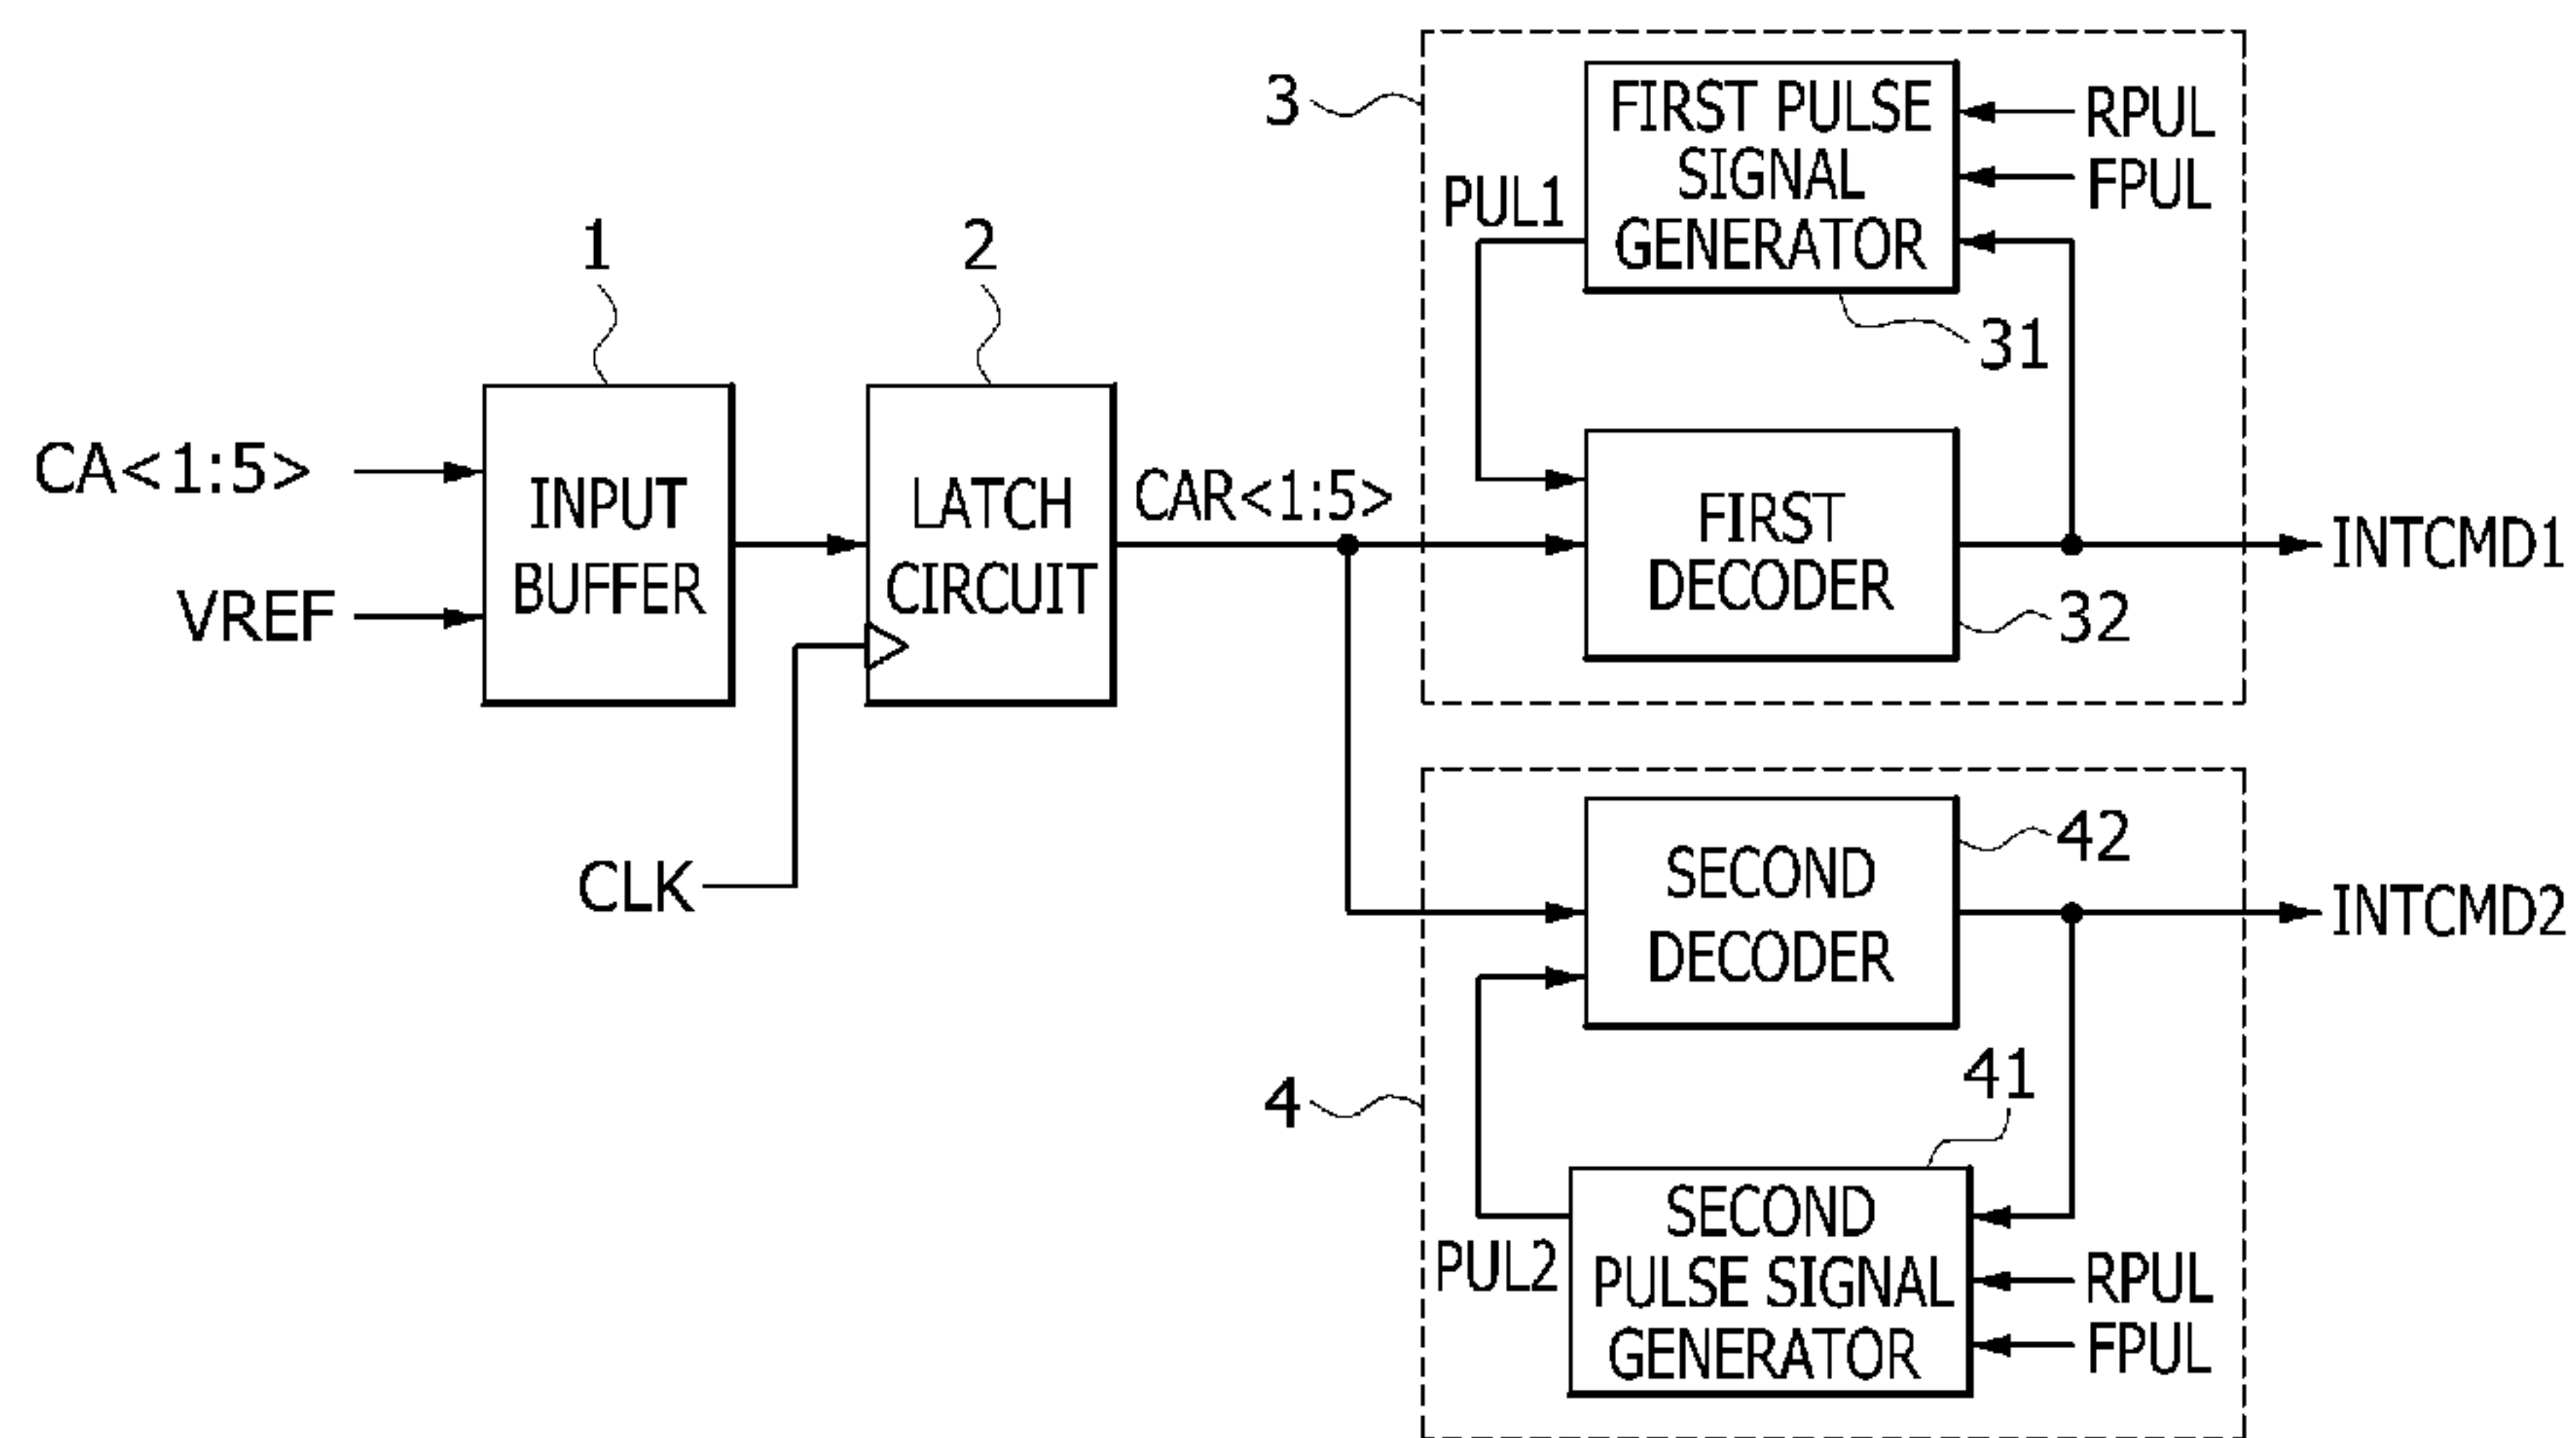 3
FIRST PULSE
SIGNAL
GENERATOR
RPUL
FPUL
PUL1
31
1
2
CA<1:5>
VREF
INPUT
BUFFER
LATCH
CIRCUIT
CAR<1:5>
CLK
FIRST
DECODER
32
INTCMD1
SECOND
DECODER
42
INTCMD2
4
41
PUL2
SECOND
PULSE SIGNAL
GENERATOR
RPUL
FPUL